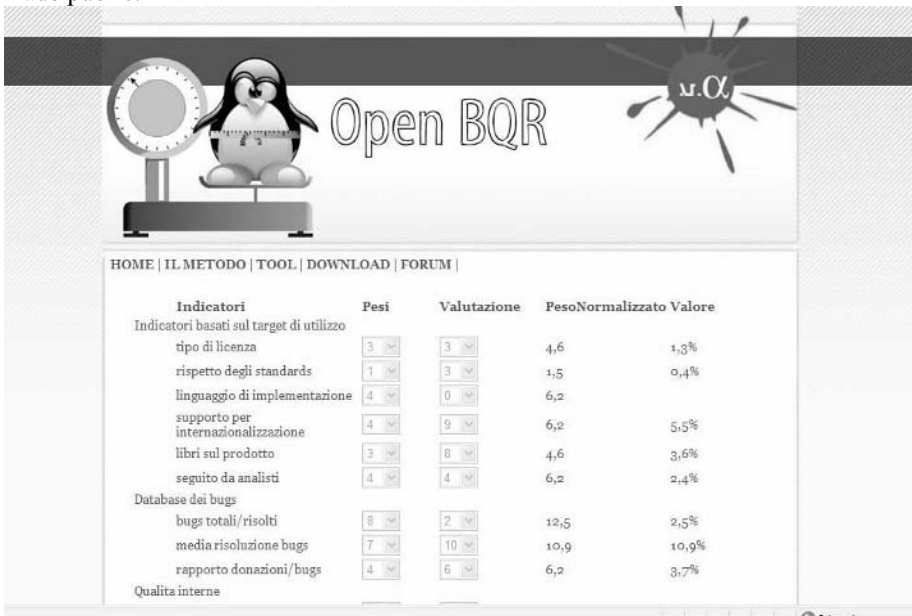 ν.α
Open BQR
HOME | IL METODO | TOOL | DOWNLOAD | FORUM |
Indicatori Pesi Valutazione PesoNormalizzato Valore
Indicatori basati sul target di utilizzo
tipo di licenza 3 3 4,6 1,3%
rispetto degli standards 1 3 1,5 0,4%
linguaggio di implementazione 4 0 6,2
supporto per
internazionalizzazione 4 9 6,2 5,5%
libri sul prodotto 3 8 4,6 3,6%
seguito da analisti 4 4 6,2 2,4%
Database dei bugs
bugs totali/risolti 8 2 12,5 2,5%
media risoluzione bugs 7 10 10,9 10,9%
rapporto donazioni/bugs 4 6 6,2 3,7%
Qualita interne